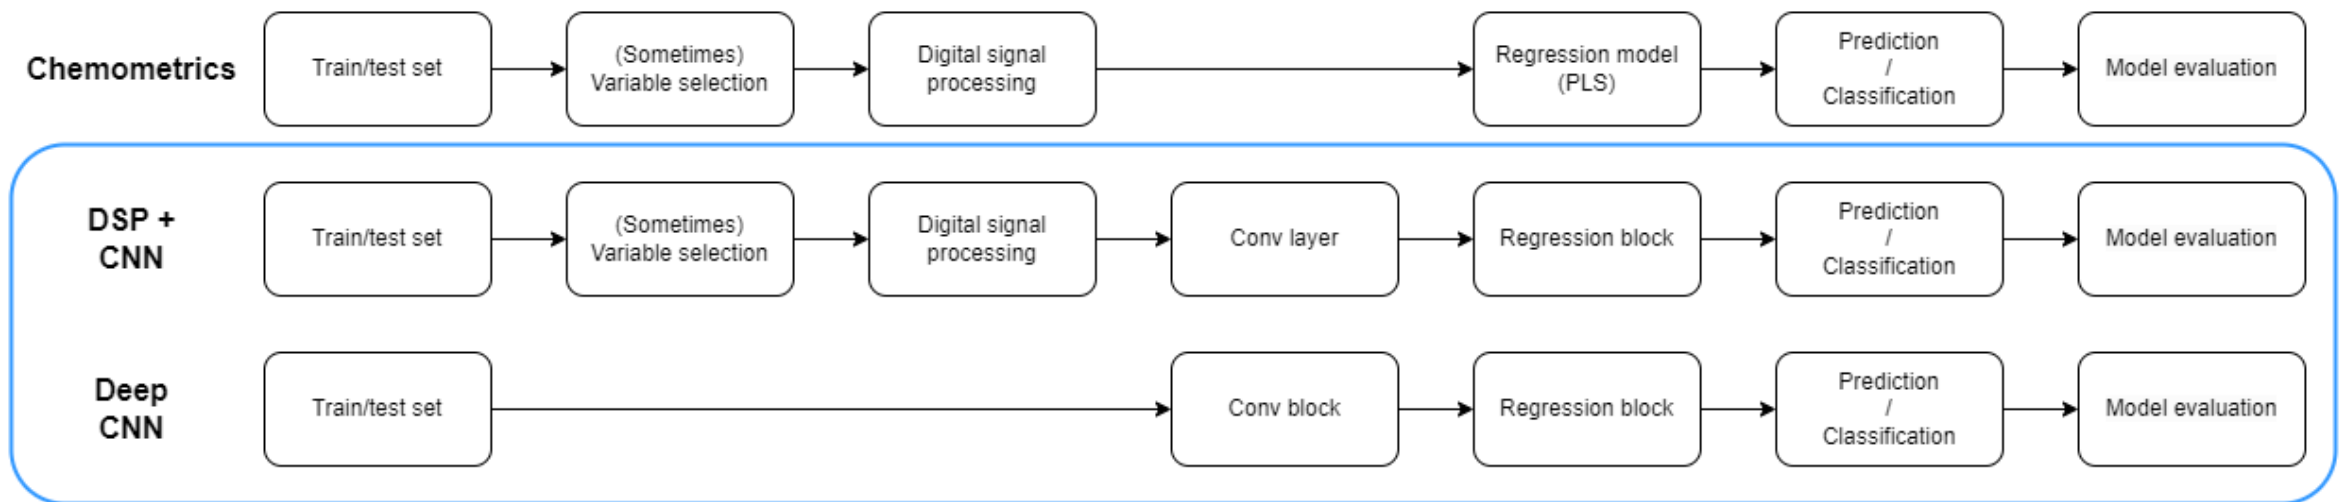 Chemometrics
Train/test set
(Sometimes)
Variable selection
Digital signal
processing
Regression model
(PLS)
Prediction
/
Classification
Model evaluation
DSP +
CNN
Train/test set
(Sometimes)
Variable selection
Digital signal
processing
Conv layer
Regression block
Prediction
/
Classification
Model evaluation
Deep
CNN
Train/test set
Conv block
Regression block
Prediction
/
Classification
Model evaluation